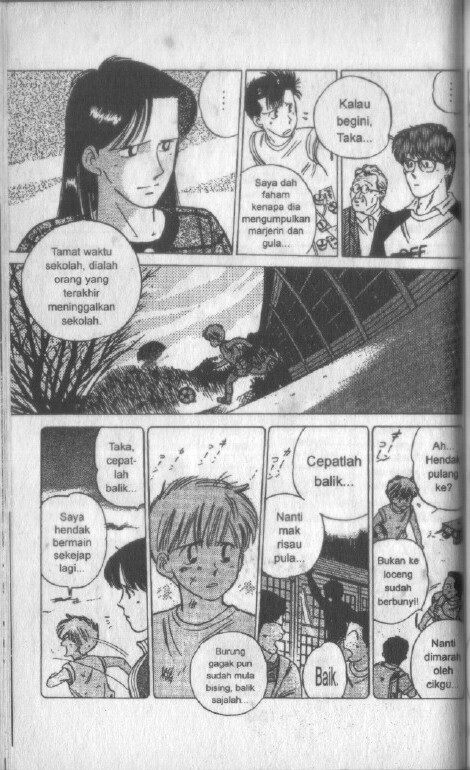 ......
Saya dah
faham
kenapa dia
mengumpulkan
marjerin dan
gula...
Kalau
begini,
Taka...
...
Tamat waktu
sekolah, dialah
orang yang
terakhir
meninggalkan
sekolah.
Taka,
cepat-
lah
balik...
Saya
hendak
bermain
sekejap
lagi...
Burung
gagak pun
sudah mula
bising, balik
sajalah...
Cepatlah
balik...
Nanti
mak
risau
pula...
Baik.
Ah...
Hendak
pulang
ke?
Bukan ke
loceng
sudah
berbunyi!
Nanti
dimarah
oleh
cikgu...